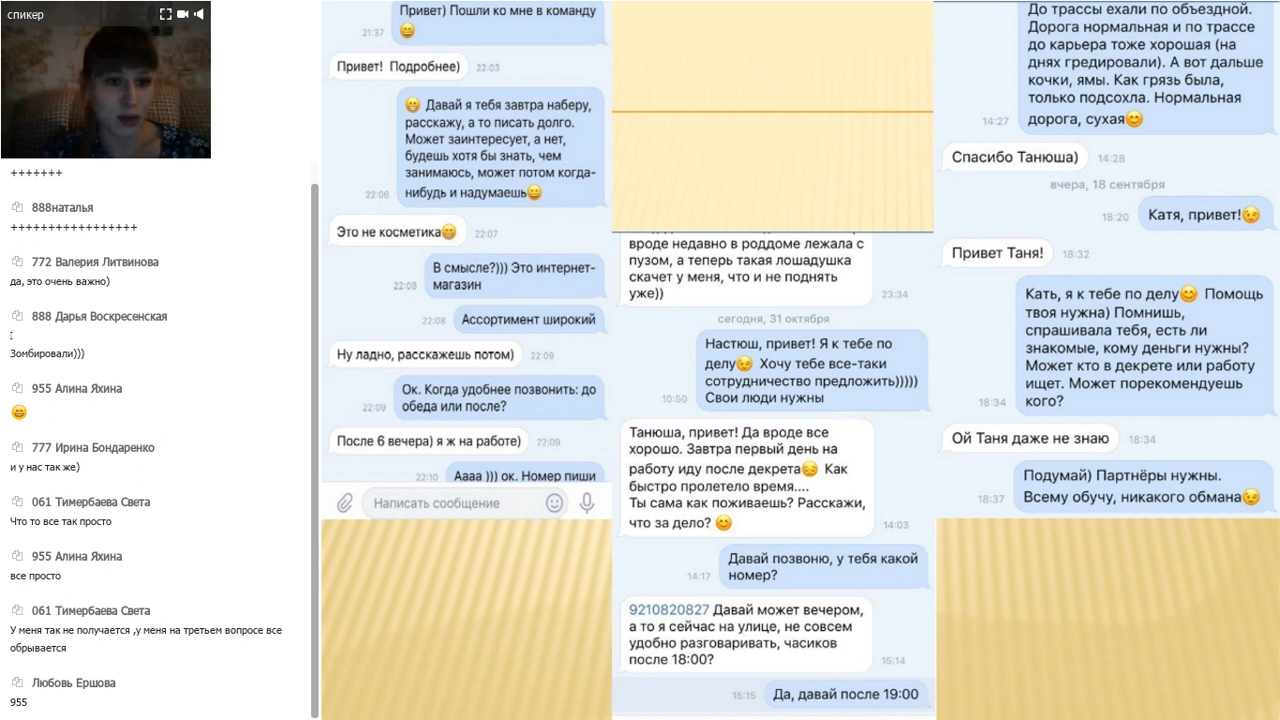 спикер
+++++++
888наталья
+++++++++++++++++
772 Валерия Литвинова
да, это очень важно)
888 Дарья Воскресенская
Зомбировали)))
955 Алина Яхина
777 Ирина Бондаренко
и у нас так же)
061 Тимербаева Света
Что то все так просто
955 Алина Яхина
все просто
061 Тимербаева Света
У меня так не получается ,у меня на третьем вопросе все
обрывается
Любовь Ершова
955
Привет) Пошли ко мне в команду
😄
21:37
Привет! Подробнее)
22:03
😁 Давай я тебя завтра наберу,
расскажу, а то писать долго.
Может заинтересует, а нет,
будешь хотя бы знать, чем
занимаюсь, может потом когда-
нибудь и надумаешь😄
22:06
Это не косметика😁
22:07
В смысле?))) Это интернет-
магазин
22:08
Ассортимент широкий
22:08
Ну ладно, расскажешь потом)
22:09
Ок. Когда удобнее позвонить: до
обеда или после?
22:09
После 6 вечера) я ж на работе)
22:09
Аааа ))) ок. Номер пиши
22:10
Написать сообщение
вроде недавно в роддоме лежала с
пузом, а теперь такая лошадушка
скачет у меня, что и не поднять
уже))
23:34
сегодня, 31 октября
Настюш, привет! Я к тебе по
делу😉 Хочу тебе все-таки
сотрудничество предложить)))))
Свои люди нужны
10:50
Танюша, привет! Да вроде все
хорошо. Завтра первый день на
работу иду после декрета😔 Как
быстро пролетело время....
Ты сама как поживаешь? Расскажи,
что за дело? 😊
14:03
Давай позвоню, у тебя какой
номер?
14:17
9210820827 Давай может вечером,
а то я сейчас на улице, не совсем
удобно разговаривать, часиков
после 18:00?
15:14
Да, давай после 19:00
15:15
До трассы ехали по объездной.
Дорога нормальная и по трассе
до карьера тоже хорошая (на
днях гредировали). А вот дальше
кочки, ямы. Как грязь была,
только подсохла. Нормальная
дорога, сухая😊
14:27
Спасибо Танюша)
14:28
вчера, 18 сентября
Катя, привет!😉
18:20
Привет Таня!
18:32
Кать, я к тебе по делу😊 Помощь
твоя нужна) Помнишь,
спрашивала тебя, есть ли
знакомые, кому деньги нужны?
Может кто в декрете или работу
ищет. Может порекомендуешь
кого?
18:34
Ой Таня даже не знаю
18:34
Подумай) Партнёры нужны.
Всему обучу, никакого обмана😉
18:37